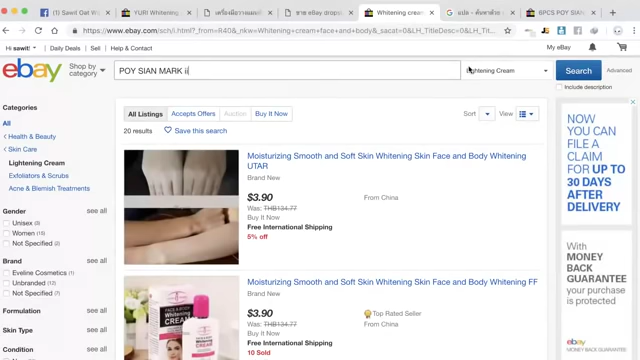 Sawit Gat W
YURI Whitening
เครื่องมือวางแผนค
ขาย eBay dropshi
Whitening cream
แปล - ค้นหาด้วย
6PCS POY SIAN
Secure
https://www.ebay.com/sch/i.html?_from=R40&_nkw=Whitening+cream+face+and+body&_sacat=0&LH_TitleDesc=0&LH_Tit...
Hi sawit!
Daily Deals
Sell
Help & Contact
My eBay
ebay
Shop by category
POY SIAN MARK ii
Lightening Cream
Search
Advanced
Include description
Categories
All
Health & Beauty
Skin Care
Lightening Cream
Exfoliators & Scrubs
Acne & Blemish Treatments
Gender
see all
Unisex (3)
Women (15)
Not Specified (2)
Brand
see all
Eveline Cosmetics (1)
Unbranded (12)
Not Specified (7)
Formulation
see all
Skin Type
see all
Condition
see all
All Listings
Accepts Offers
Auction
Buy It Now
Sort
View
20 results
Save this search
Moisturizing Smooth and Soft Skin Whitening Skin Face and Body Whitening
UTAR
Brand New
$3.90
From China
Was: THB134.77
Buy It Now
Free International Shipping
5% off
Moisturizing Smooth and Soft Skin Whitening Skin Face and Body Whitening FF
Brand New
$3.90
Top Rated Seller
Was: THB134.77
From China
Buy It Now
Free International Shipping
10 Sold
FACE & BODY
Whitening
CREAM
NOW
YOU CAN
FILE A
CLAIM
FOR UP TO
30 DAYS
AFTER
DELIVERY
With
MONEY
BACK
GUARANTEE
your purchase
is protected
ebay MONEY BACK GUARANTEE